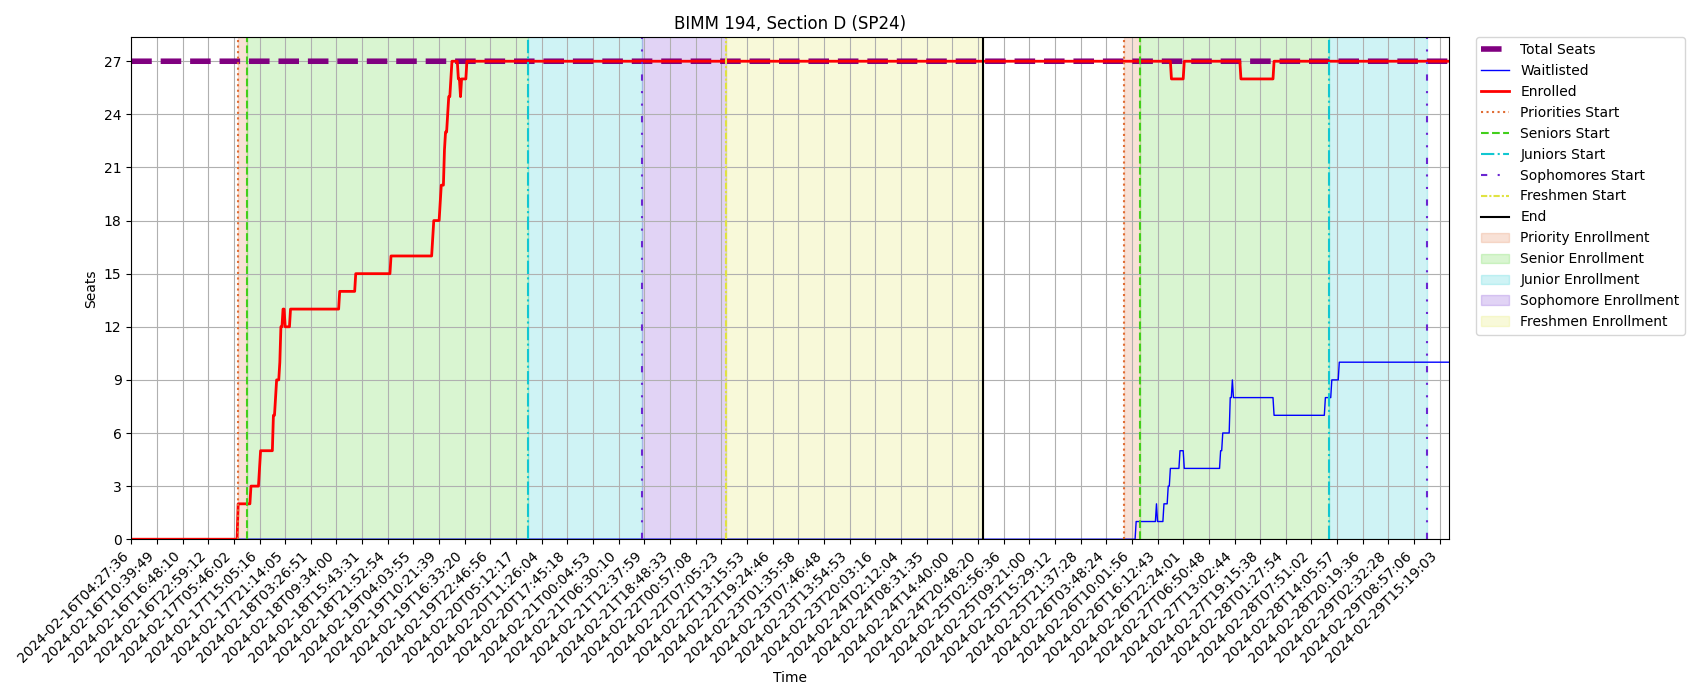 BIMM 194, Section D (SP24)
Seats
27
24
21
18
15
12
9
6
3
0
2024-02-16T04:27:36
2024-02-16T10:39:49
2024-02-16T16:48:10
2024-02-16T22:59:12
2024-02-17T05:46:02
2024-02-17T15:05:16
2024-02-17T21:14:05
2024-02-18T03:26:51
2024-02-18T09:34:00
2024-02-18T15:43:31
2024-02-18T21:52:54
2024-02-19T04:03:55
2024-02-19T10:21:39
2024-02-19T16:33:20
2024-02-19T22:46:56
2024-02-20T05:12:17
2024-02-20T11:26:04
2024-02-20T17:45:18
2024-02-21T00:04:53
2024-02-21T06:30:10
2024-02-21T12:37:59
2024-02-21T18:48:33
2024-02-22T00:57:08
2024-02-22T07:05:23
2024-02-22T13:15:53
2024-02-22T19:24:46
2024-02-23T01:35:58
2024-02-23T07:46:48
2024-02-23T13:54:53
2024-02-23T20:03:16
2024-02-24T02:12:04
2024-02-24T08:31:35
2024-02-24T14:40:00
2024-02-24T20:48:20
2024-02-25T02:56:36
2024-02-25T09:21:00
2024-02-25T15:29:12
2024-02-25T21:37:28
2024-02-26T03:48:24
2024-02-26T10:01:56
2024-02-26T16:12:43
2024-02-26T22:24:01
2024-02-27T06:50:48
2024-02-27T13:02:44
2024-02-27T19:15:38
2024-02-28T01:27:54
2024-02-28T07:51:02
2024-02-28T14:05:57
2024-02-28T20:19:36
2024-02-29T02:32:28
2024-02-29T08:57:06
2024-02-29T15:19:03
Time
Total Seats
Waitlisted
Enrolled
Priorities Start
Seniors Start
Juniors Start
Sophomores Start
Freshmen Start
End
Priority Enrollment
Senior Enrollment
Junior Enrollment
Sophomore Enrollment
Freshmen Enrollment